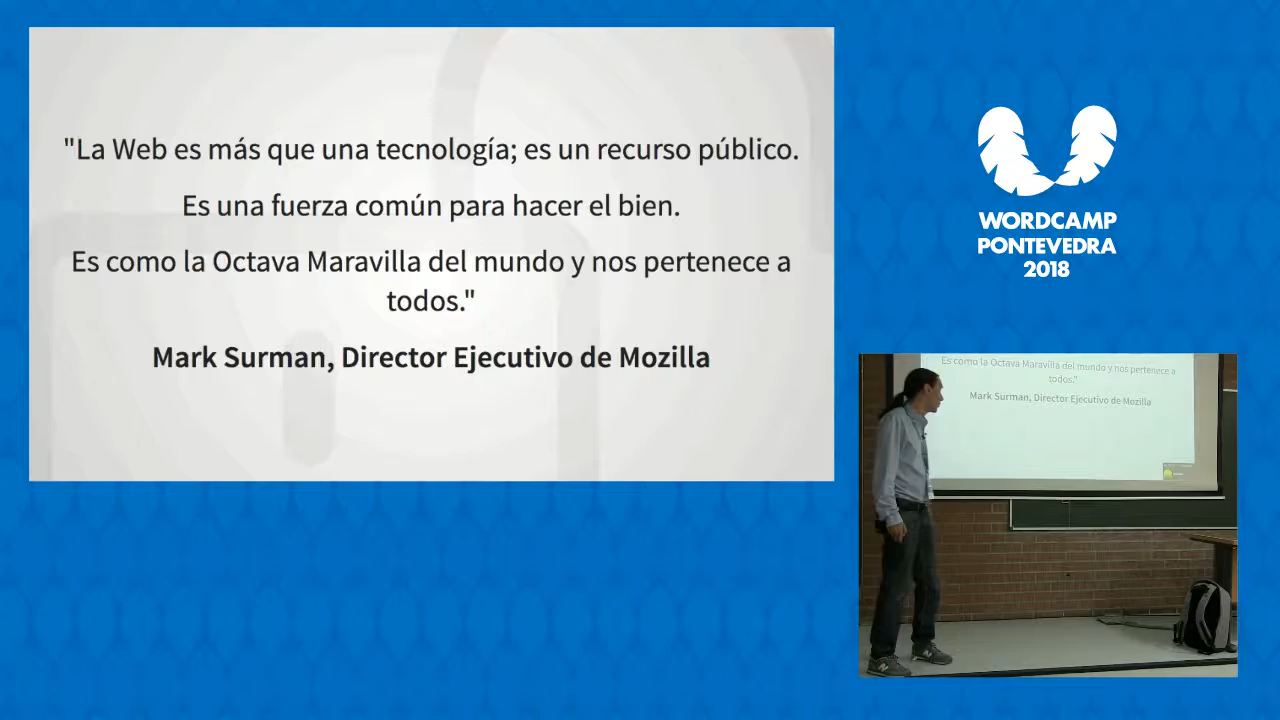 "La Web es más que una tecnología; es un recurso público.
Es una fuerza común para hacer el bien.
Es como la Octava Maravilla del mundo y nos pertenece a
todos."
Mark Surman, Director Ejecutivo de Mozilla
WORDCAMP
PONTEVEDRA
2018
Es como la Octava Maravilla del mundo y nos pertenece a
todos."
Mark Surman, Director Ejecutivo de Mozilla